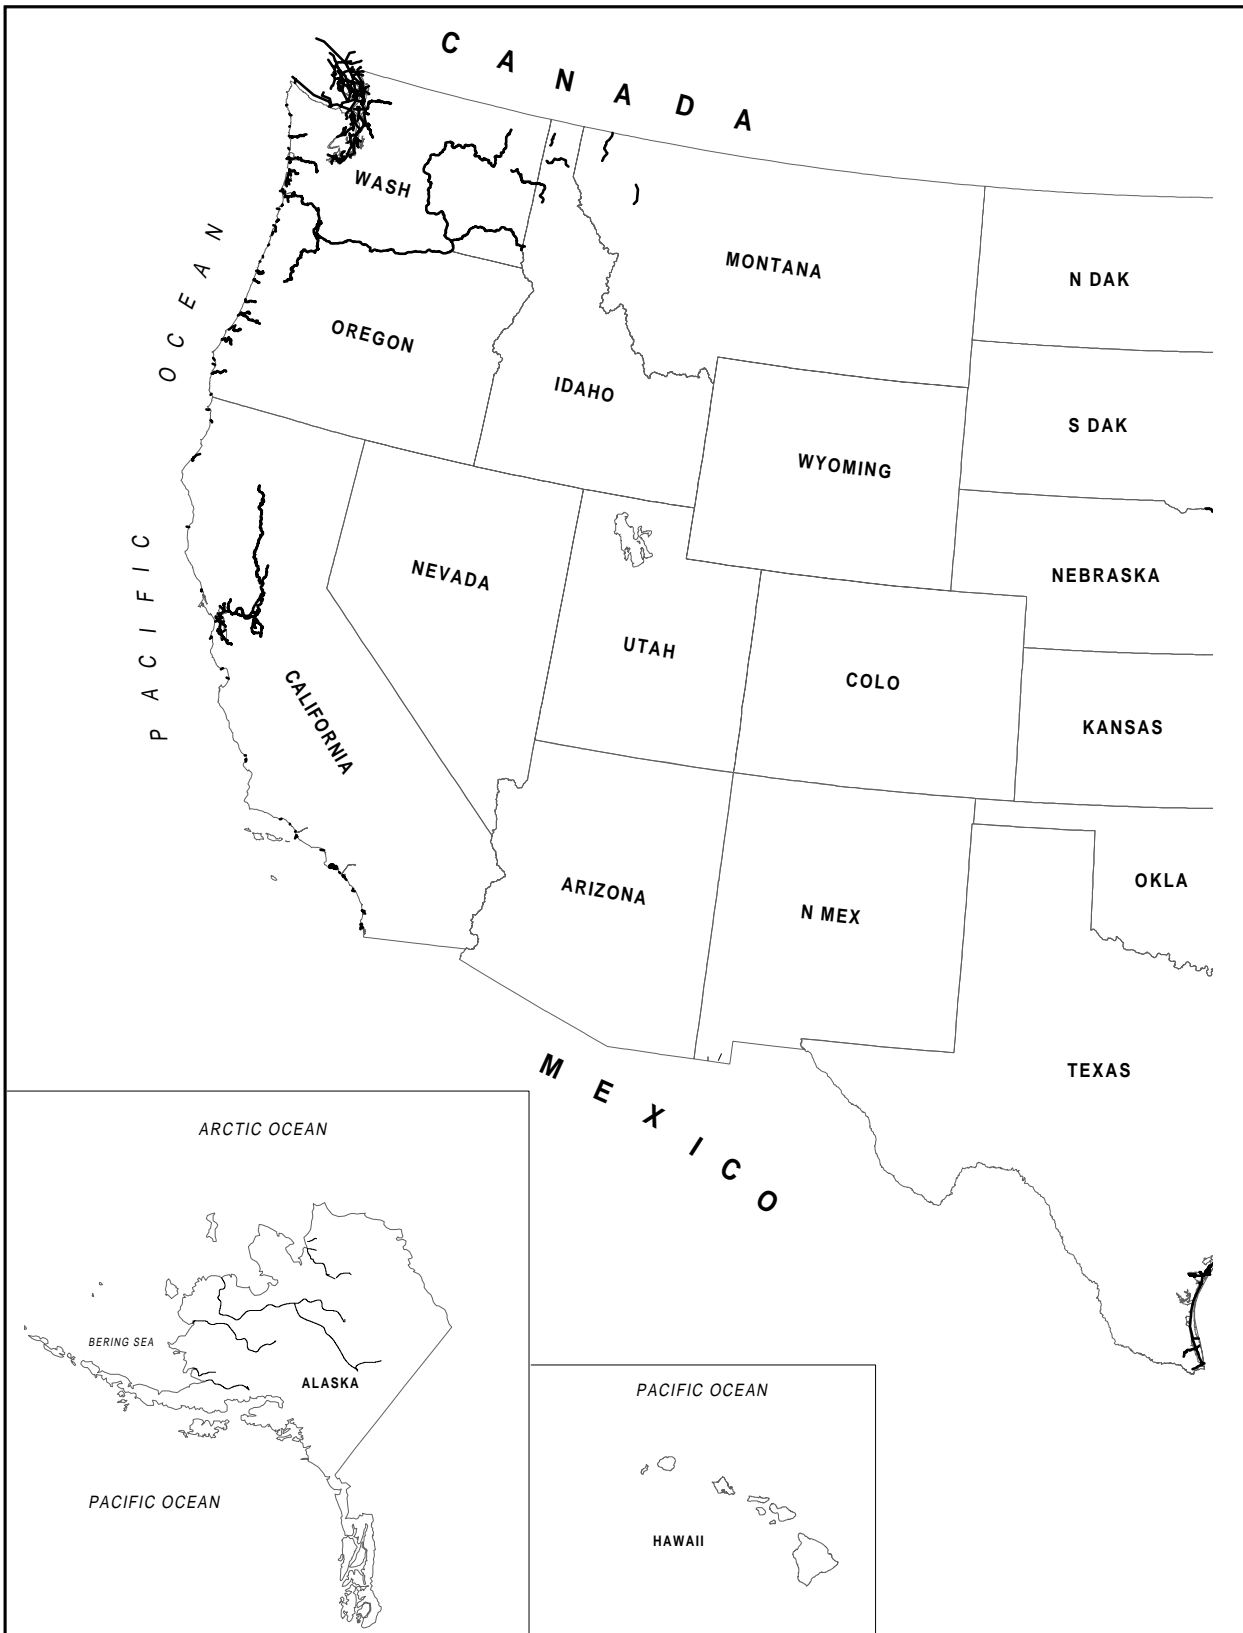 CANADA
WASH
MONTANA
N DAK
OREGON
IDAHO
S DAK
WYOMING
PACIFIC OCEAN
NEVADA
NEBRASKA
UTAH
COLO
CALIFORNIA
KANSAS
ARIZONA
N MEX
OKLA
TEXAS
MEXICO
ARCTIC OCEAN
BERING SEA
ALASKA
PACIFIC OCEAN
PACIFIC OCEAN
HAWAII